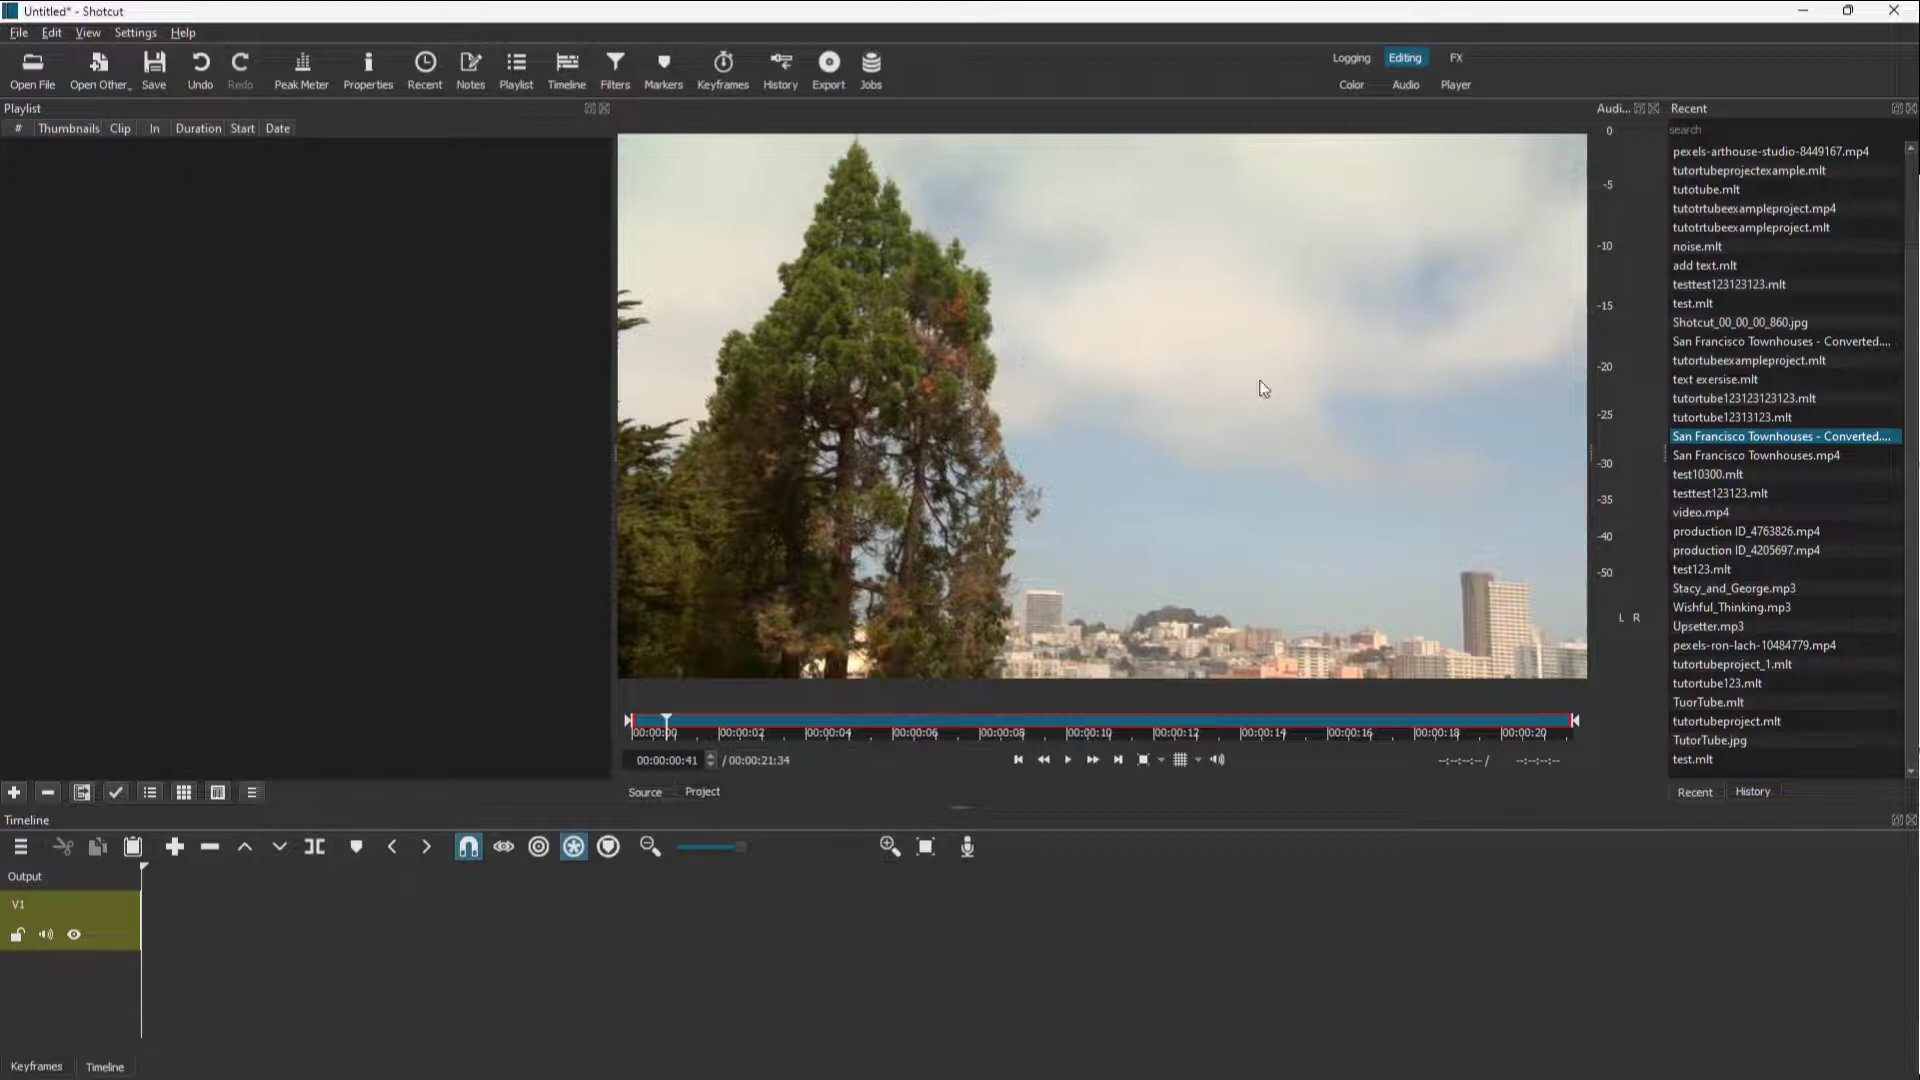 Untitled* - Shotcut
File Edit View Settings Help
Open File Open Other... Save Undo Redo Peak Meter Properties Recent Notes Playlist Timeline Filters Markers Keyframes History Export Jobs
Logging Editing FX
Color Audio Player
Playlist
# Thumbnails Clip In Duration Start Date
Audi...
0
-5
-10
-15
-20
-25
-30
-35
-40
-50
L R
Recent
search
pexels-arthouse-studio-8449167.mp4
tutortubeprojectexample.mlt
tutotube.mlt
tutotrtubeexampleproject.mp4
tutotrtubeexampleproject.mlt
noise.mlt
add text.mlt
testtest123123123.mlt
test.mlt
Shotcut_00_00_00_860.jpg
San Francisco Townhouses - Converted....
tutortubeexampleproject.mlt
text exersise.mlt
tutortube123123123123.mlt
tutortube12313123.mlt
San Francisco Townhouses - Converted....
San Francisco Townhouses.mp4
test10300.mlt
testtest123123.mlt
video.mp4
production ID_4763826.mp4
production ID_4205697.mp4
test123.mlt
Stacy_and_George.mp3
Wishful_Thinking.mp3
Upsetter.mp3
pexels-ron-lach-10484779.mp4
tutortubeproject_1.mlt
tutortube123.mlt
TuorTube.mlt
tutortubeproject.mlt
TutorTube.jpg
test.mlt
Recent History
00:00:00 00:00:02 00:00:04 00:00:06 00:00:08 00:00:10 00:00:12 00:00:14 00:00:16 00:00:18 00:00:20
00:00:00:41 / 00:00:21:34 --:--:--:-- / --:--:--:--
Source Project
Timeline
Output
V1
Keyframes Timeline